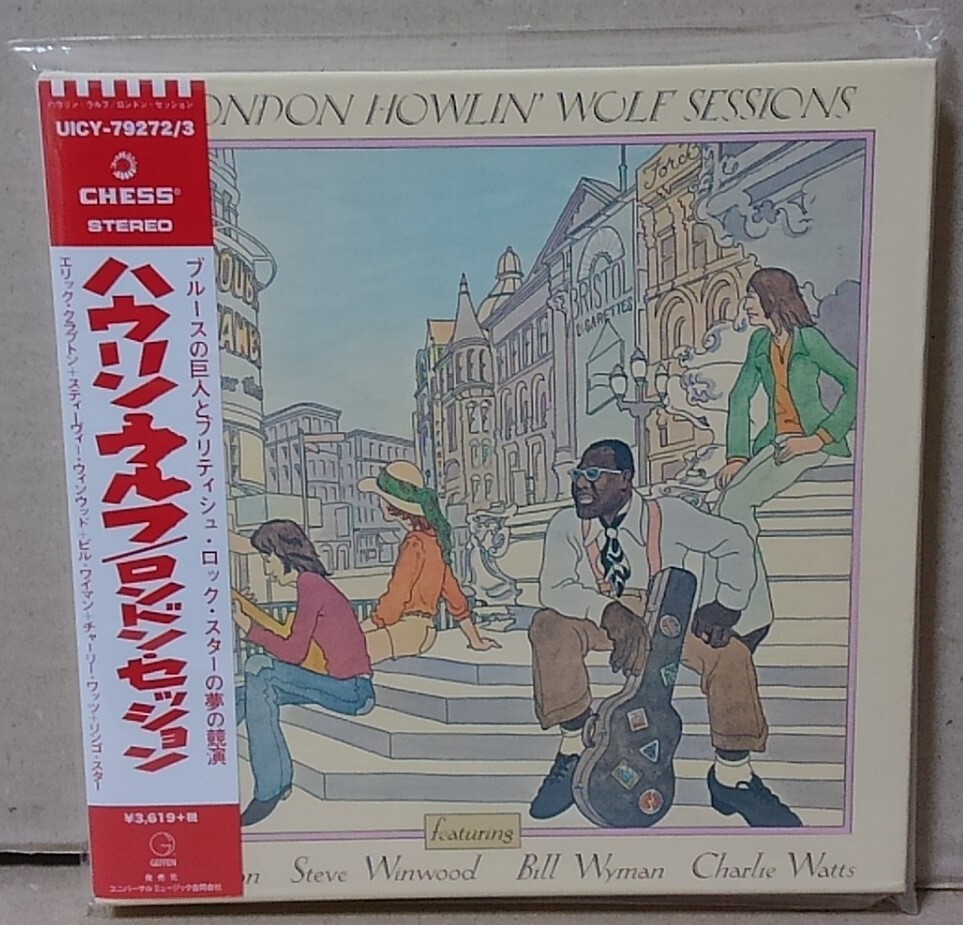 ONDON HOWLIN' WOLF SESSIONS
ハウリン・ウルフ/ロンドン・セッション
UICY-79272/3
CHESS®
STEREO
ブルースの巨人とブリティシュ・ロック・スターの夢の競演
ハウリン・ウルフ/ロンドン・セッション
エリック・クラプトン+スティーヴィー・ウィンウッド+ビル・ワイマン+チャーリー・ワッツ+リンゴ・スター
¥3,619+税
GEFFEN
発売元
ユニバーサル ミュージック合同会社
Ford
BRISTOL
CIGARETTES
OUB
AME
featuring
on Steve Winwood Bill Wyman Charlie Watts